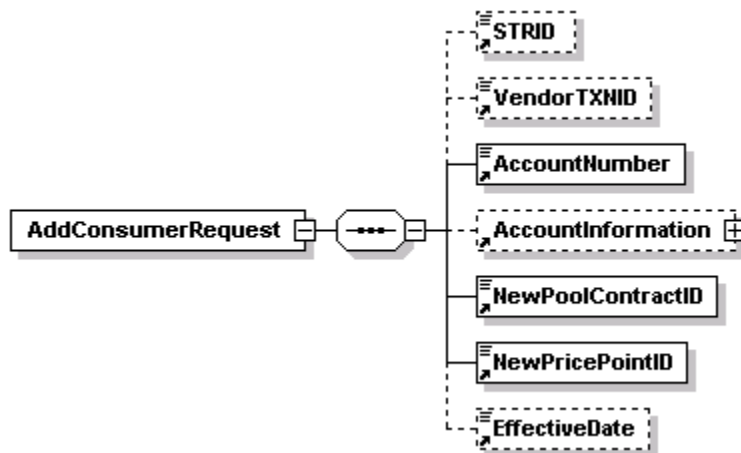 STRID
VendorTXNID
AccountNumber
AddConsumerRequest
AccountInformation
NewPoolContractID
NewPricePointID
EffectiveDate